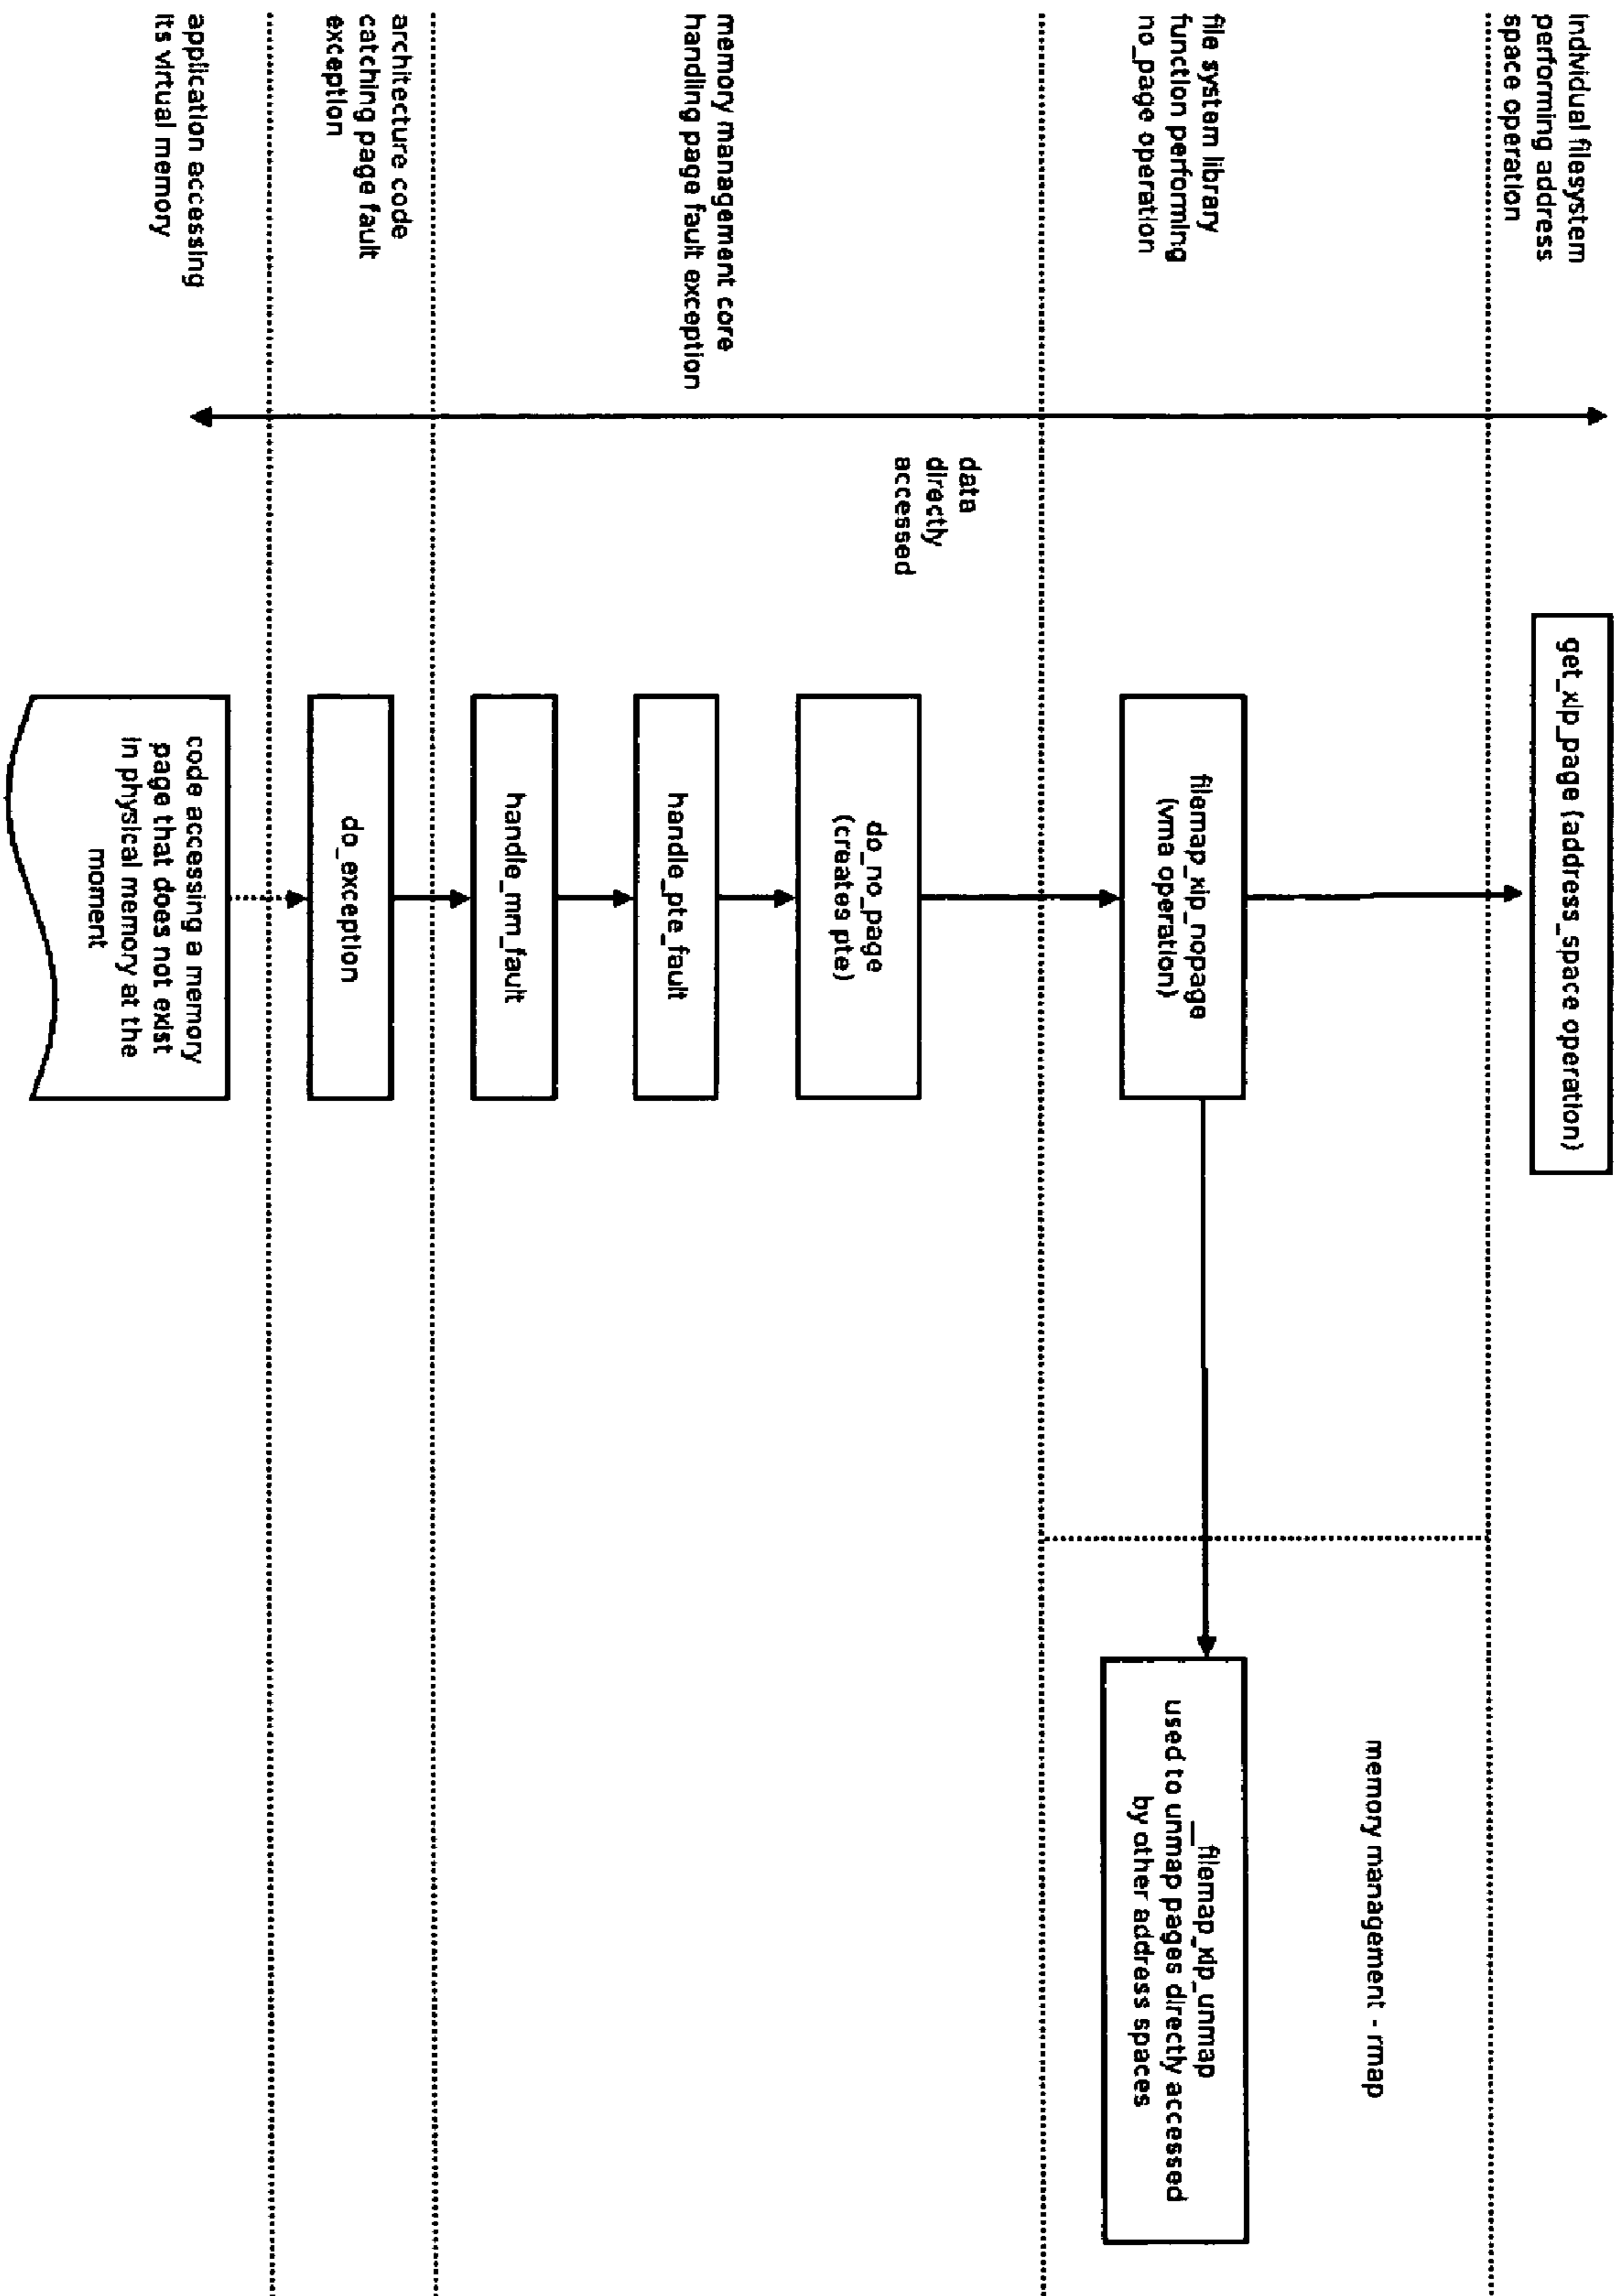 individual filesystem
performing address
space operation
get_xip_page (address_space operation)
file system library
function performing
no_page operation
filemap_xip_nopage
(vma operation)
memory management - rmap
__filemap_xip_unmap
used to unmap pages directly accessed
by other address spaces
data
directly
accessed
memory management core
handling page fault exception
do_no_page
(creates pte)
handle_pte_fault
handle_mm_fault
architecture code
catching page fault
exception
do_exception
application accessing
its virtual memory
code accessing a memory
page that does not exist
in physical memory at the
moment